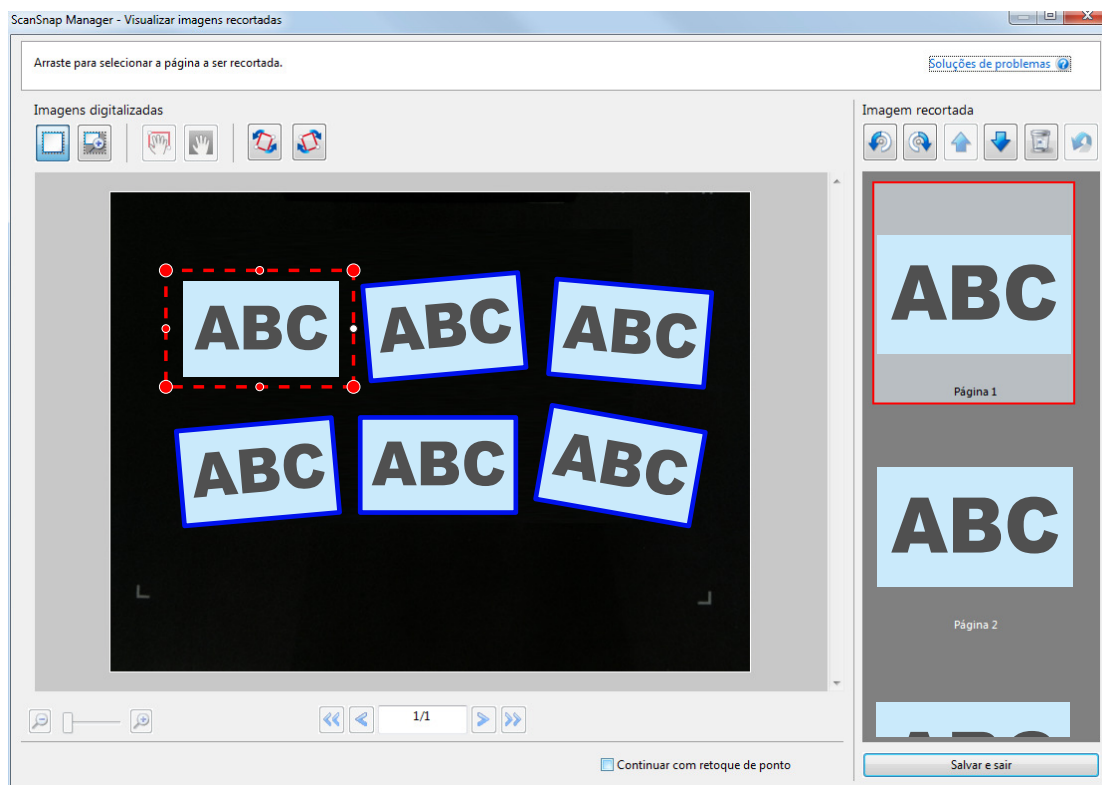 ScanSnap Manager - Visualizar imagens recortadas
Arraste para selecionar a página a ser recortada.
Soluções de problemas
Imagens digitalizadas
Imagem recortada
ABC ABC ABC
ABC ABC ABC
1/1
Continuar com retoque de ponto
ABC
Página 1
ABC
Página 2
ABC
Salvar e sair